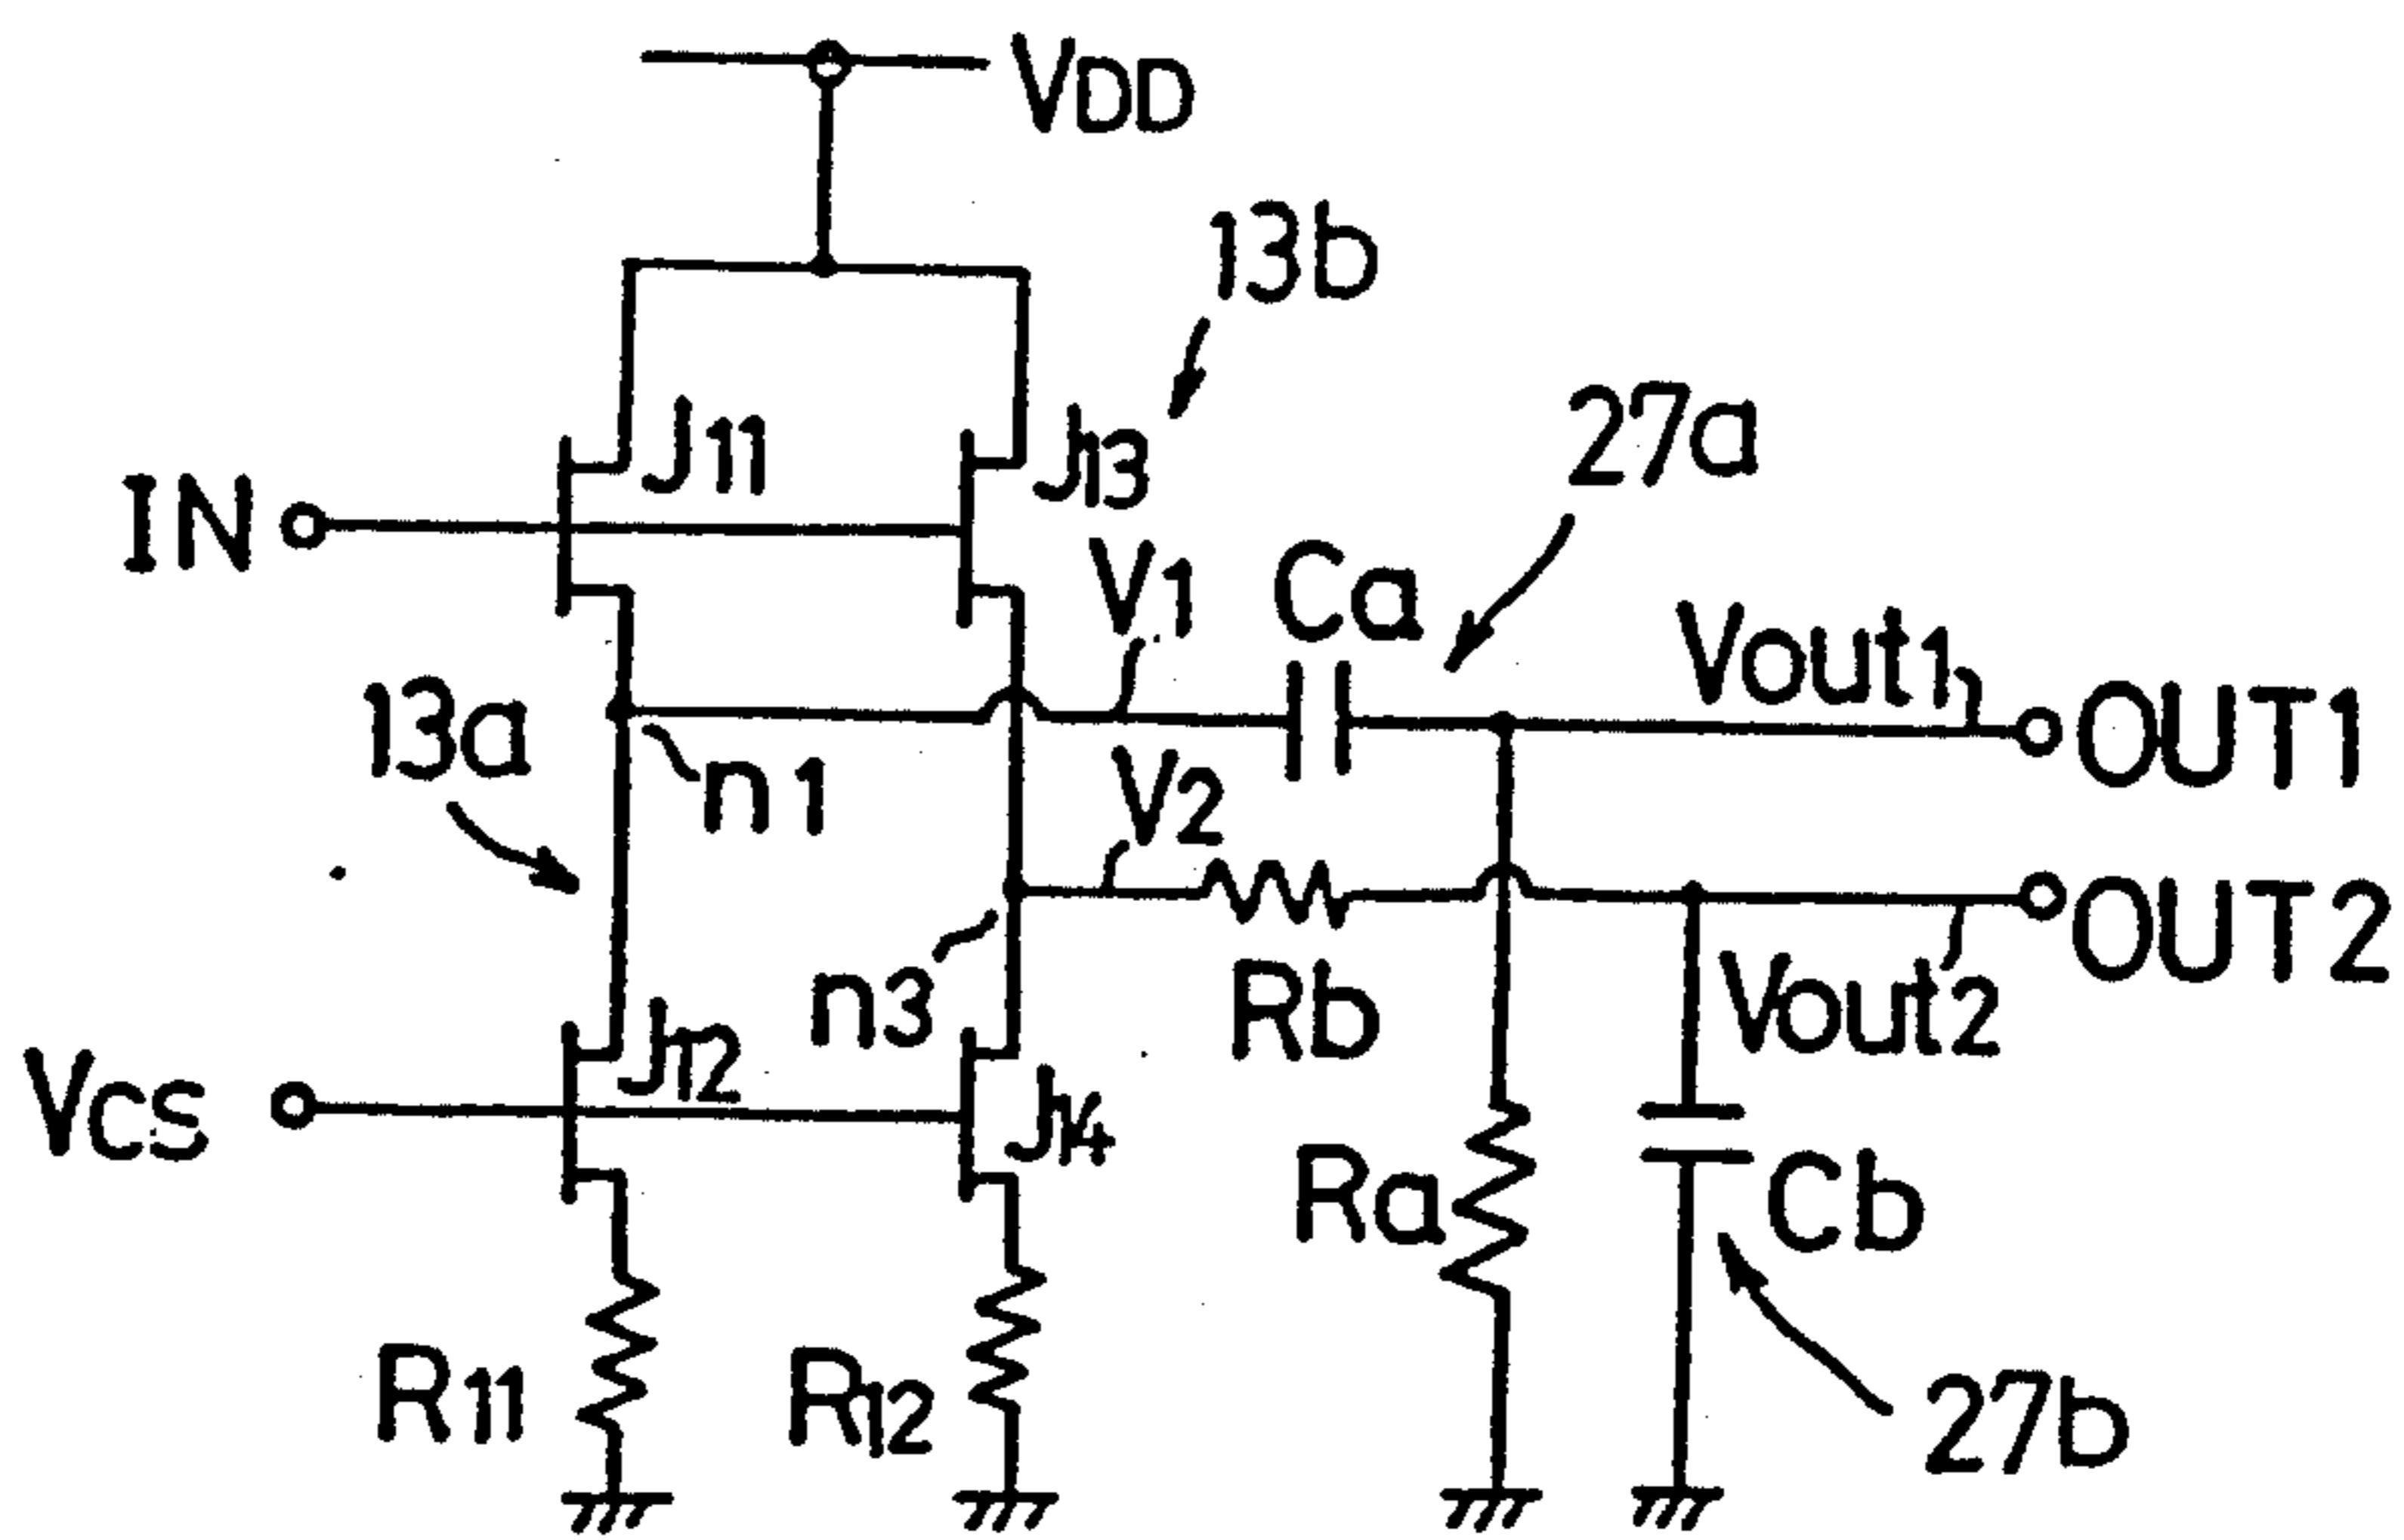 VDD
13b
27a
J11
J13
IN
V1
Ca
Vout1
OUT1
13a
n1
V2
OUT2
n3
Rb
Vout2
VCS
J12
J14
Ra
Cb
R11
R12
27b